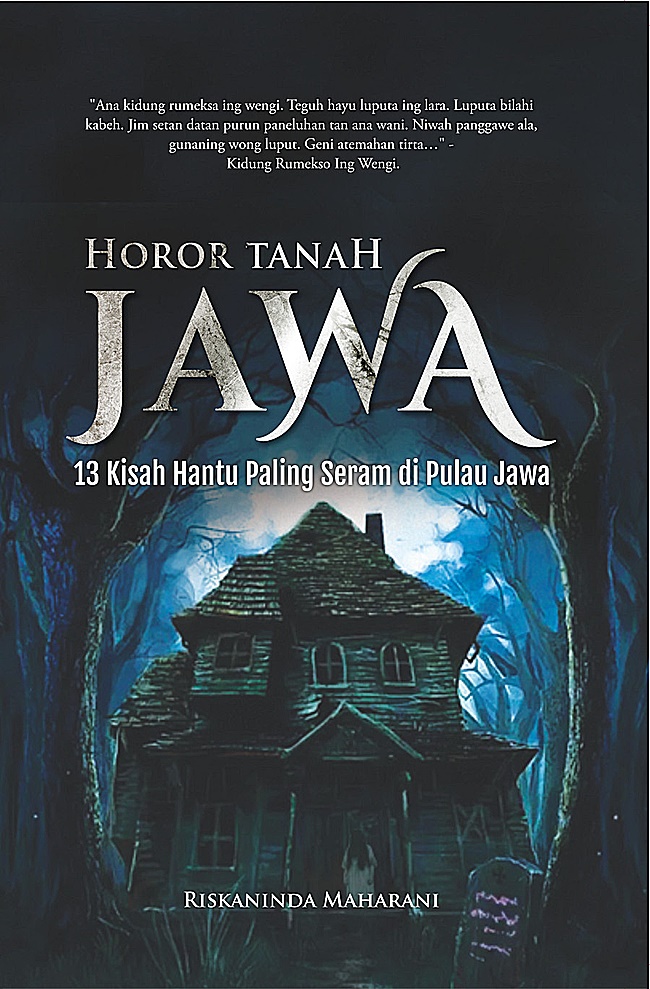 "Ana kidung rumeksa ing wengi. Teguh hayu luputa ing lara. Luputa bilahi
kabeh. Jim setan datan purun paneluhan tan ana wani. Niwah panggawe ala,
gunaning wong luput. Geni atemahan tirta…" -
Kidung Rumekso Ing Wengi.
HOROR TANAH
JAWA
13 Kisah Hantu Paling Seram di Pulau Jawa
RISKANINDA MAHARANI